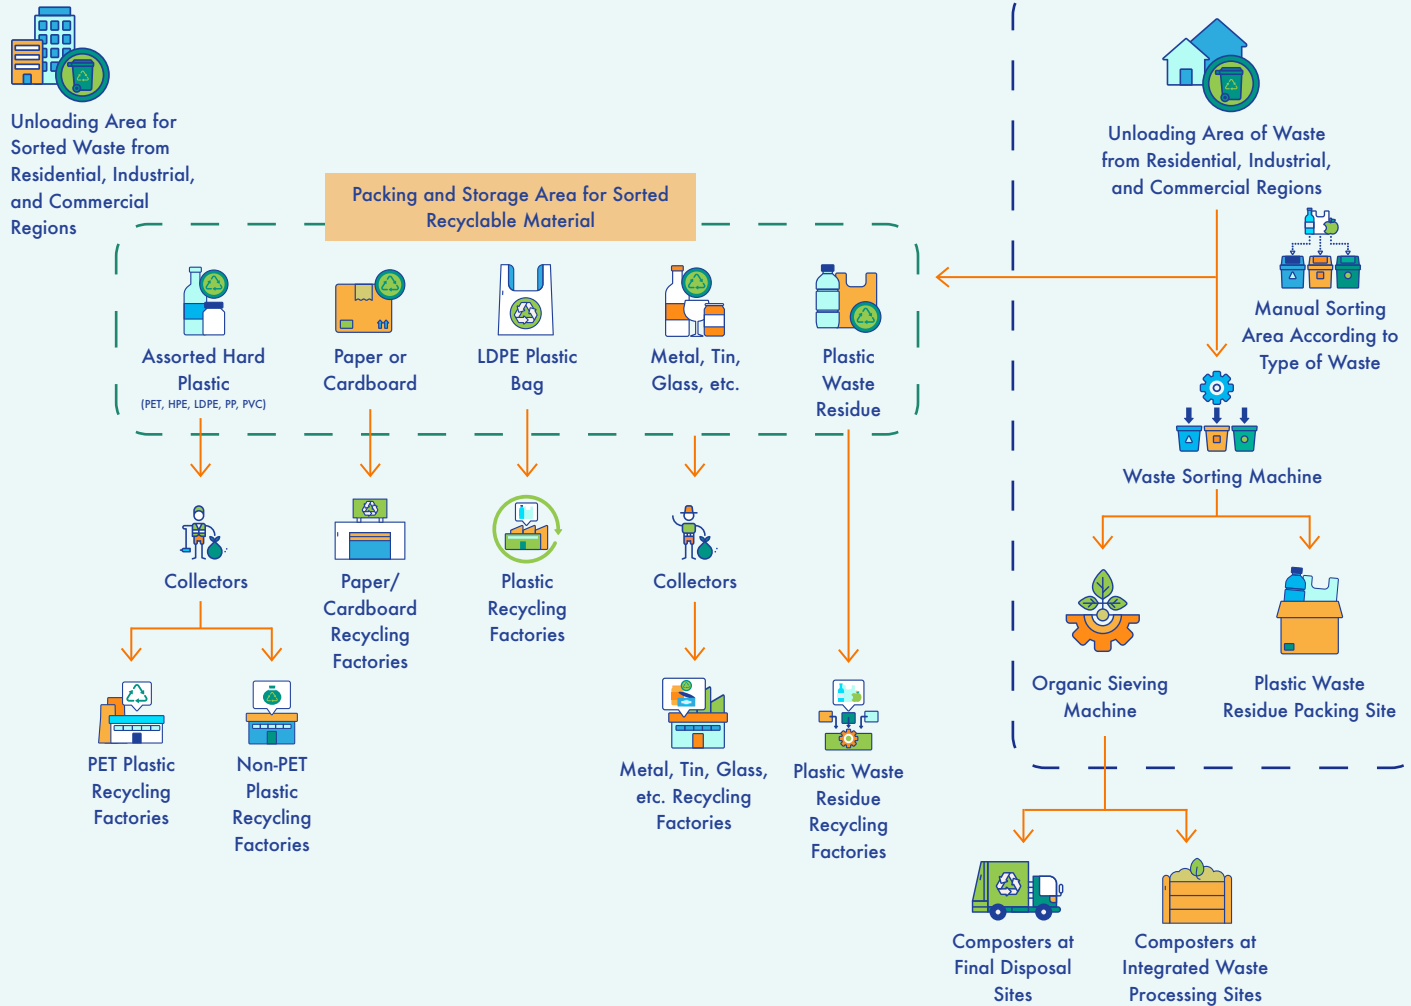 Unloading Area for
Sorted Waste from
Residential, Industrial,
and Commercial
Regions
Unloading Area of Waste
from Residential, Industrial,
and Commercial Regions
Packing and Storage Area for Sorted
Recyclable Material
Manual Sorting
Area According to
Type of Waste
Assorted Hard
Plastic
(PET, HPE, LDPE, PP, PVC)
Paper or
Cardboard
LDPE Plastic
Bag
Metal, Tin,
Glass, etc.
Plastic
Waste
Residue
Waste Sorting Machine
Collectors
Paper/
Cardboard
Recycling
Factories
Plastic
Recycling
Factories
Collectors
Organic Sieving
Machine
Plastic Waste
Residue Packing Site
PET Plastic
Recycling
Factories
Non-PET
Plastic
Recycling
Factories
Metal, Tin, Glass,
etc. Recycling
Factories
Plastic Waste
Residue
Recycling
Factories
Composters at
Final Disposal
Sites
Composters at
Integrated Waste
Processing Sites